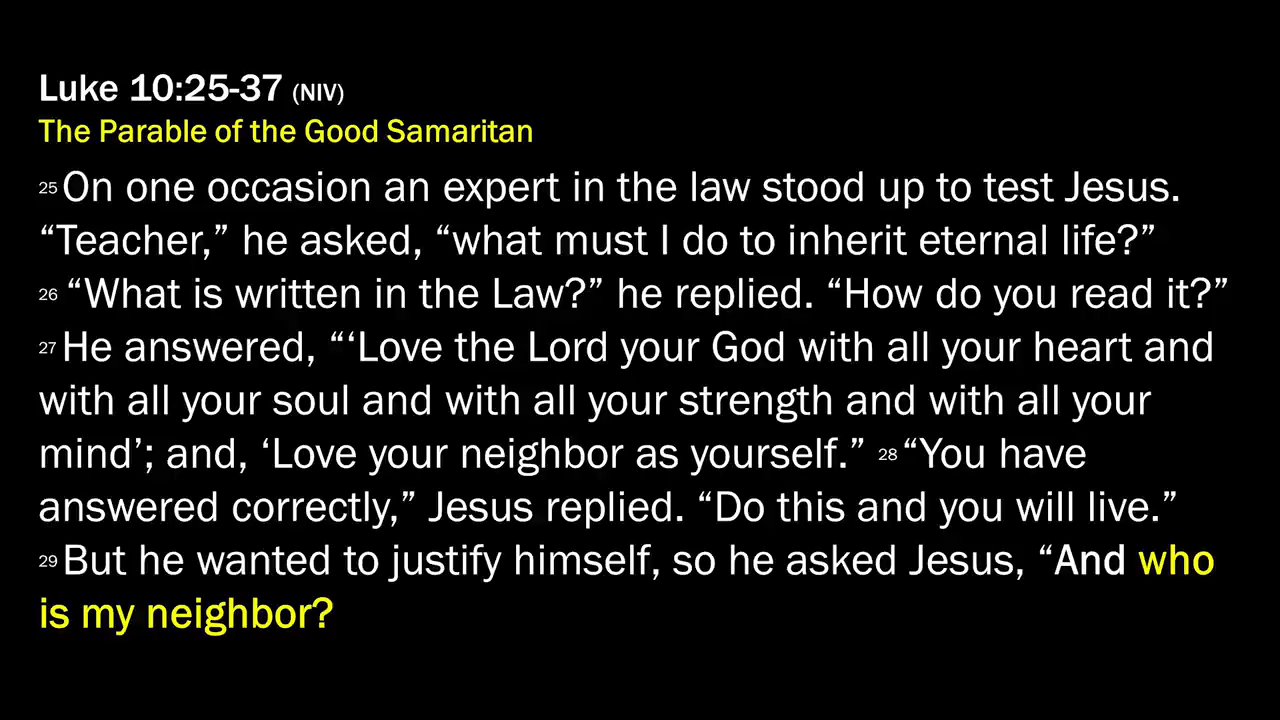 Luke 10:25-37 (NIV)
The Parable of the Good Samaritan
25 On one occasion an expert in the law stood up to test Jesus.
“Teacher,” he asked, “what must I do to inherit eternal life?”
26 “What is written in the Law?” he replied. “How do you read it?”
27 He answered, “‘Love the Lord your God with all your heart and
with all your soul and with all your strength and with all your
mind’; and, ‘Love your neighbor as yourself.” 28 “You have
answered correctly,” Jesus replied. “Do this and you will live.”
29 But he wanted to justify himself, so he asked Jesus, “And who
is my neighbor?